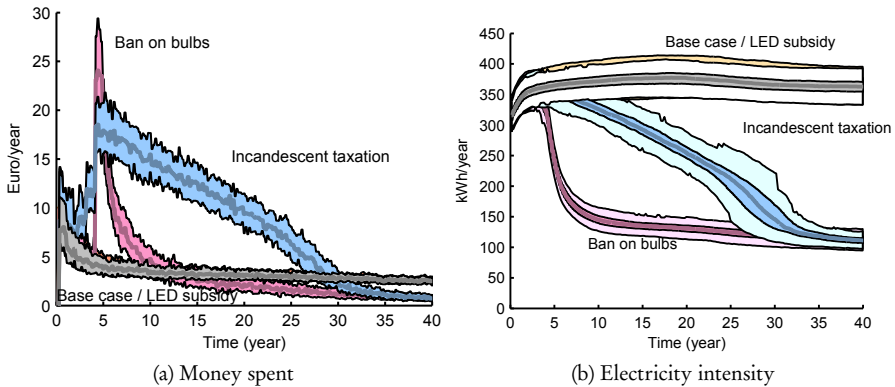 30
25
20
15
10
5
0
Euro/year
Ban on bulbs
Incandescent taxation
Base case / LED subsidy
0 5 10 15 20 25 30 35 40
Time (year)
(a) Money spent
450
400
350
300
250
200
150
100
50
0
kWh/year
Base case / LED subsidy
Incandescent taxation
Ban on bulbs
0 5 10 15 20 25 30 35 40
Time (year)
(b) Electricity intensity